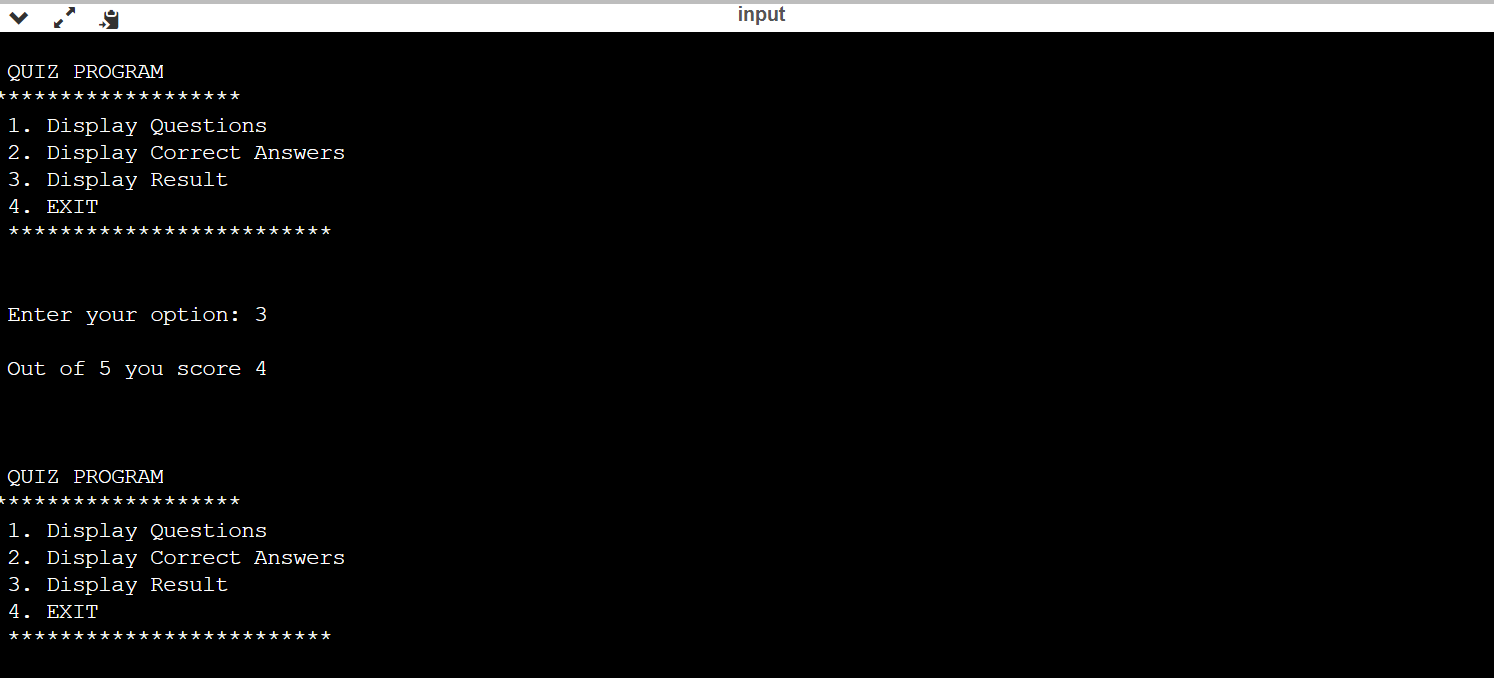 input
QUIZ PROGRAM
*******************
1. Display Questions
2. Display Correct Answers
3. Display Result
4. EXIT
*************************
Enter your option: 3
Out of 5 you score 4
QUIZ PROGRAM
*******************
1. Display Questions
2. Display Correct Answers
3. Display Result
4. EXIT
*************************